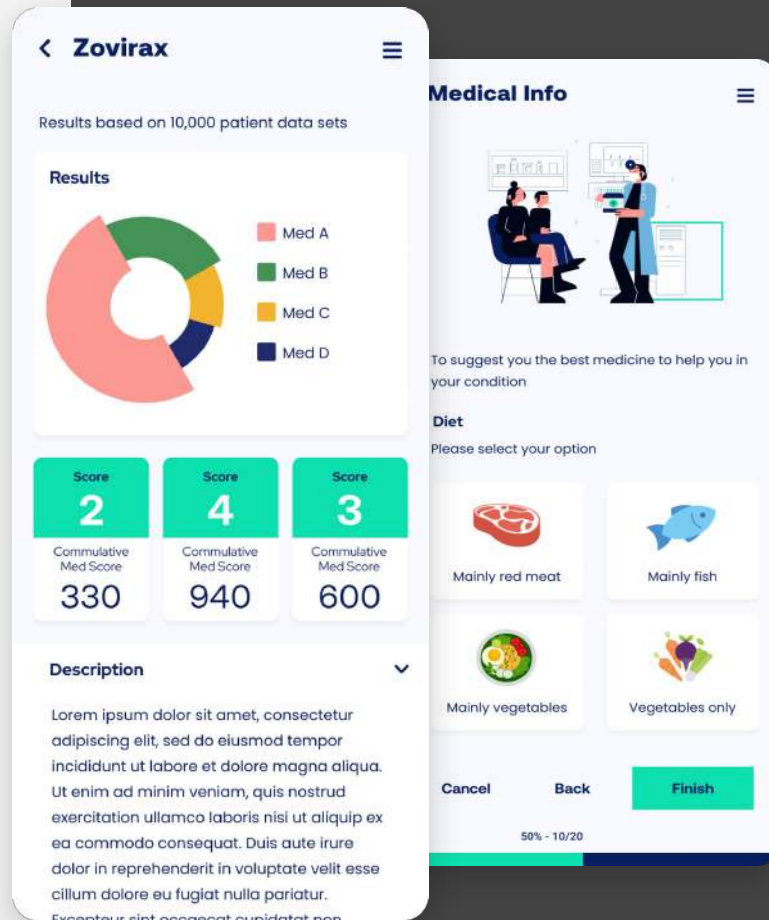 Zovirax
Results based on 10,000 patient data sets
Results
Med A
Med B
Med C
Med D
Score
2
Commulative
Med Score
330
Score
4
Commulative
Med Score
940
Score
3
Commulative
Med Score
600
Description
Lorem ipsum dolor sit amet, consectetur
adipiscing elit, sed do eiusmod tempor
incididunt ut labore et dolore magna aliqua.
Ut enim ad minim veniam, quis nostrud
exercitation ullamco laboris nisi ut aliquip ex
ea commodo consequat. Duis aute irure
dolor in reprehenderit in voluptate velit esse
cillum dolore eu fugiat nulla pariatur.
Excepteur sint occaecat cupidatat non
Medical Info
To suggest you the best medicine to help you in
your condition
Diet
Please select your option
Mainly red meat
Mainly fish
Mainly vegetables
Vegetables only
Cancel
Back
Finish
50% - 10/20